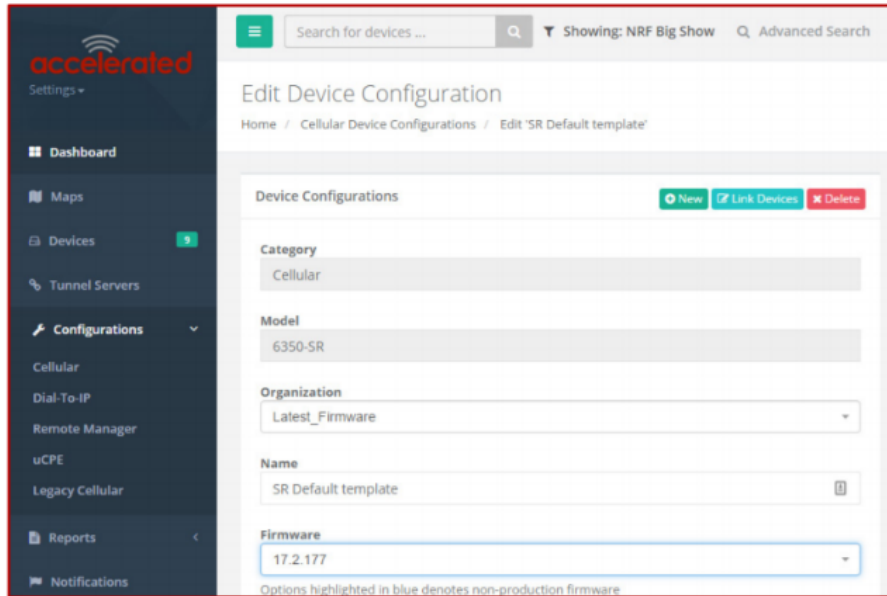 accelerated
Settings
Dashboard
Maps
Devices 9
Tunnel Servers
Configurations
Cellular
Dial-To-IP
Remote Manager
uCPE
Legacy Cellular
Reports
Notifications
Search for devices ...
Showing: NRF Big Show
Advanced Search
Edit Device Configuration
Home / Cellular Device Configurations / Edit 'SR Default template'
Device Configurations
New
Link Devices
Delete
Category
Cellular
Model
6350-SR
Organization
Latest_Firmware
Name
SR Default template
Firmware
17.2.177
Options highlighted in blue denotes non-production firmware